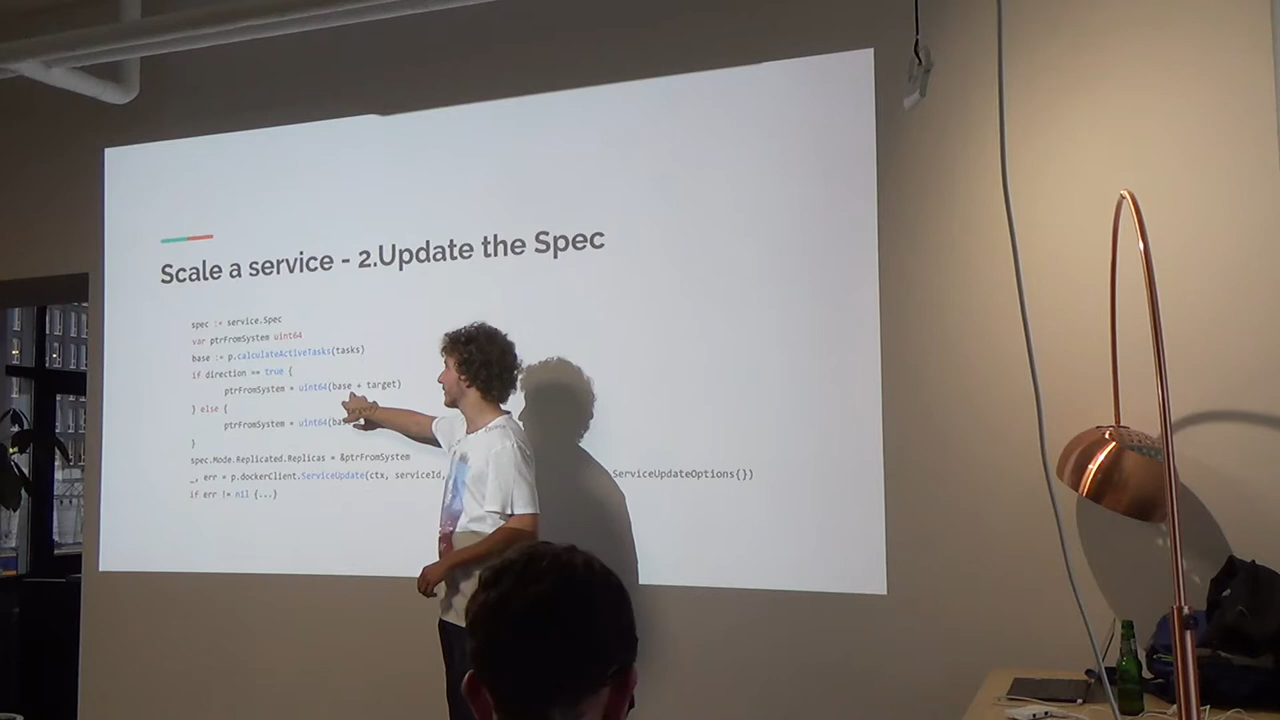 Scale a service - 2.Update the Spec
spec := service.Spec
var ptrFromSystem uint64
base := p.calculateActiveTasks(tasks)
if direction == true {
ptrFromSystem = uint64(base + target)
} else {
ptrFromSystem = uint64(
}
spec.Mode.Replicated.Replicas = &ptrFromSystem
_, err = p.dockerClient.ServiceUpdate(ctx, serviceId, ServiceUpdateOptions{})
if err != nil {...}